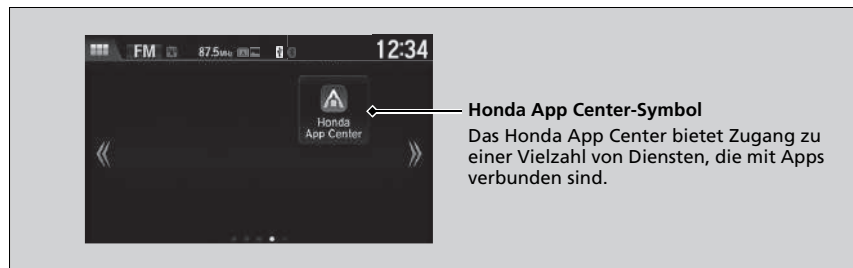 FM 87.5MHz 12:34
Honda
App Center
Honda App Center-Symbol
Das Honda App Center bietet Zugang zu
einer Vielzahl von Diensten, die mit Apps
verbunden sind.